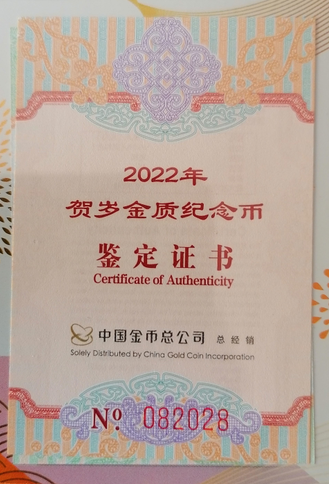 2022年
贺岁金质纪念币
鉴定证书
Certificate of Authenticity
中国金币总公司 总经销
Solely Distributed by China Gold Coin Incorporation
Nº 082028